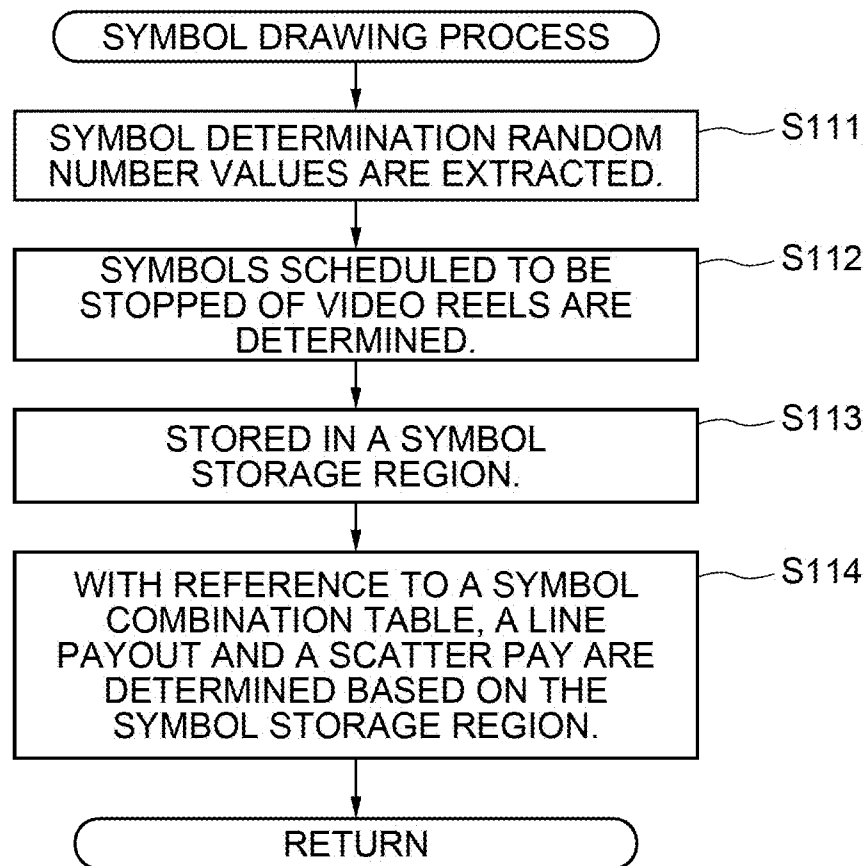 SYMBOL DRAWING PROCESS
SYMBOL DETERMINATION RANDOM
NUMBER VALUES ARE EXTRACTED.
S111
SYMBOLS SCHEDULED TO BE
STOPPED OF VIDEO REELS ARE
DETERMINED.
S112
STORED IN A SYMBOL
STORAGE REGION.
S113
WITH REFERENCE TO A SYMBOL
COMBINATION TABLE, A LINE
PAYOUT AND A SCATTER PAY ARE
DETERMINED BASED ON THE
SYMBOL STORAGE REGION.
S114
RETURN